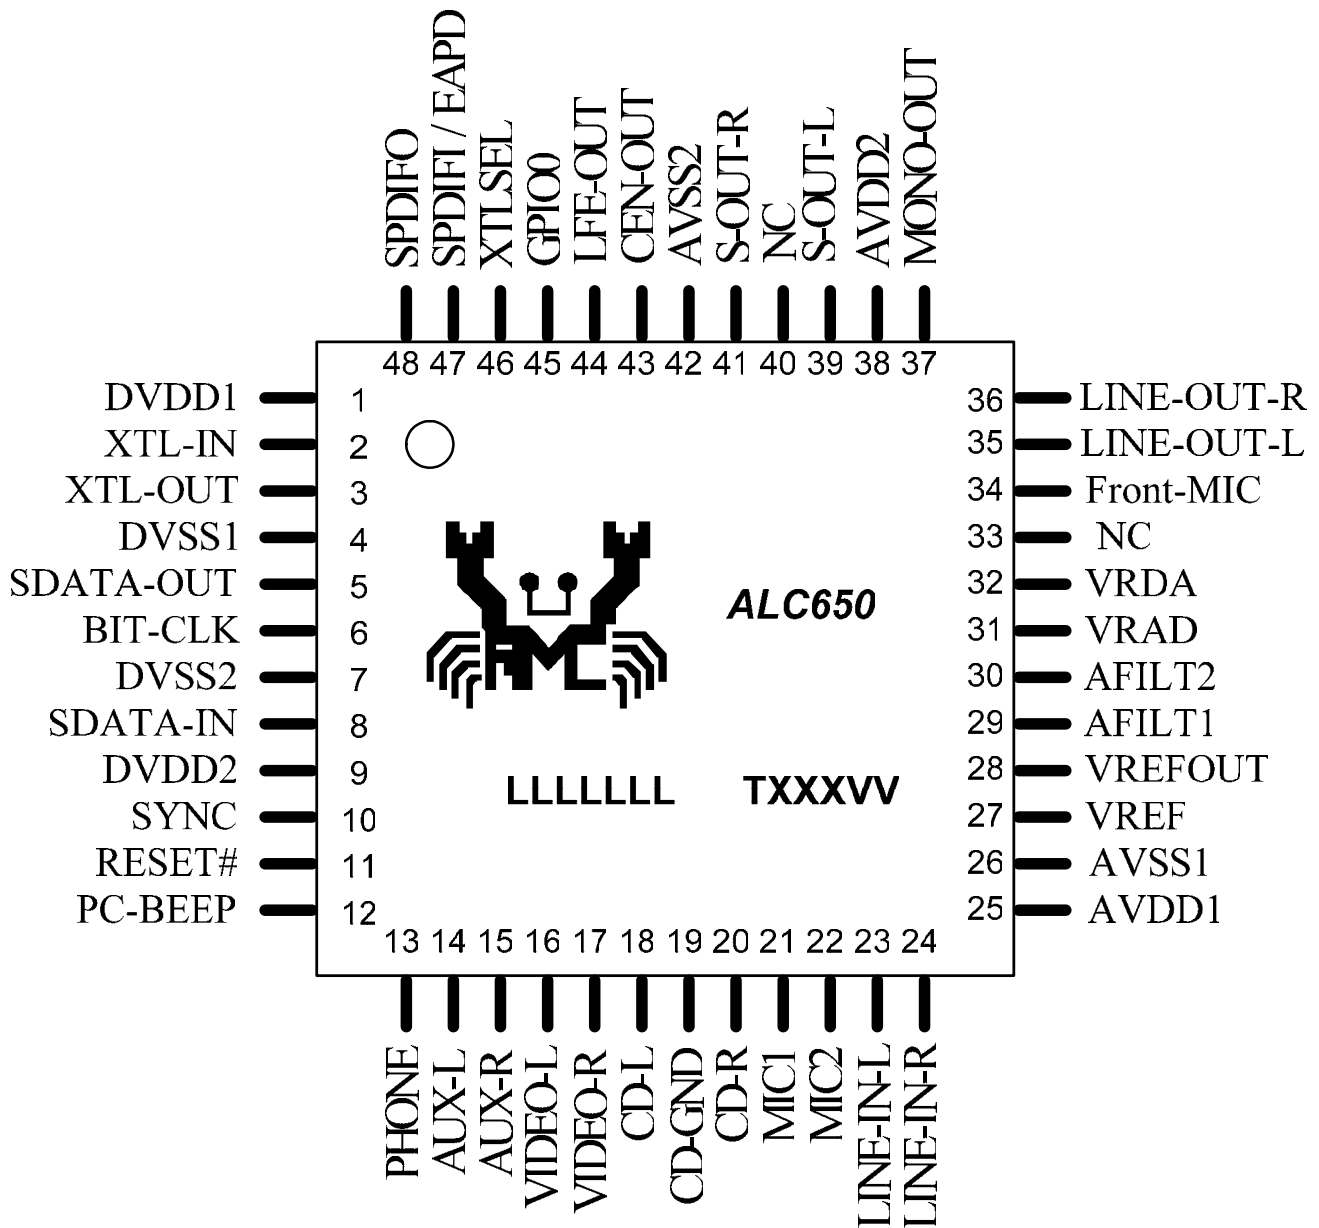 SPDIFO
SPDIFI / EAPD
XTLSEL
GPIO0
LFE-OUT
CEN-OUT
AVSS2
S-OUT-R
NC
S-OUT-L
AVDD2
MONO-OUT
48 47 46 45 44 43 42 41 40 39 38 37
DVDD1 1 36 LINE-OUT-R
XTL-IN 2 35 LINE-OUT-L
XTL-OUT 3 34 Front-MIC
DVSS1 4 33 NC
SDATA-OUT 5 32 VRDA
BIT-CLK 6 31 VRAD
DVSS2 7 30 AFILT2
SDATA-IN 8 29 AFILT1
DVDD2 9 28 VREFOUT
SYNC 10 27 VREF
RESET# 11 26 AVSS1
PC-BEEP 12 25 AVDD1
ALC650
AMC
LLLLLLL TXXXVV
13 14 15 16 17 18 19 20 21 22 23 24
PHONE
AUX-L
AUX-R
VIDEO-L
VIDEO-R
CD-L
CD-GND
CD-R
MIC1
MIC2
LINE-IN-L
LINE-IN-R